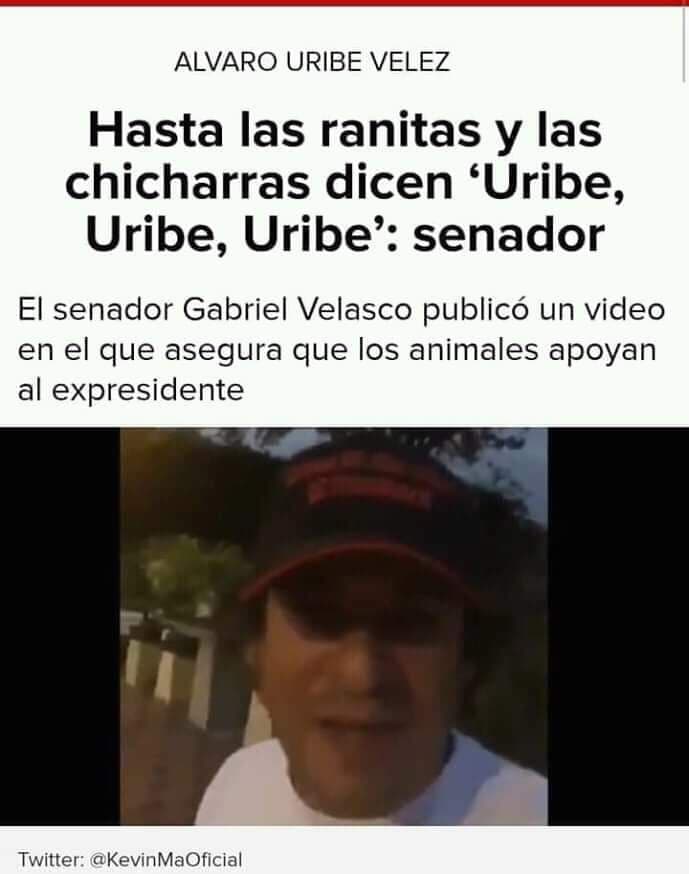 ALVARO URIBE VELEZ
Hasta las ranitas y las
chicharras dicen ‘Uribe,
Uribe, Uribe’: senador
El senador Gabriel Velasco publicó un video
en el que asegura que los animales apoyan
al expresidente
Twitter: @KevinMaOficial